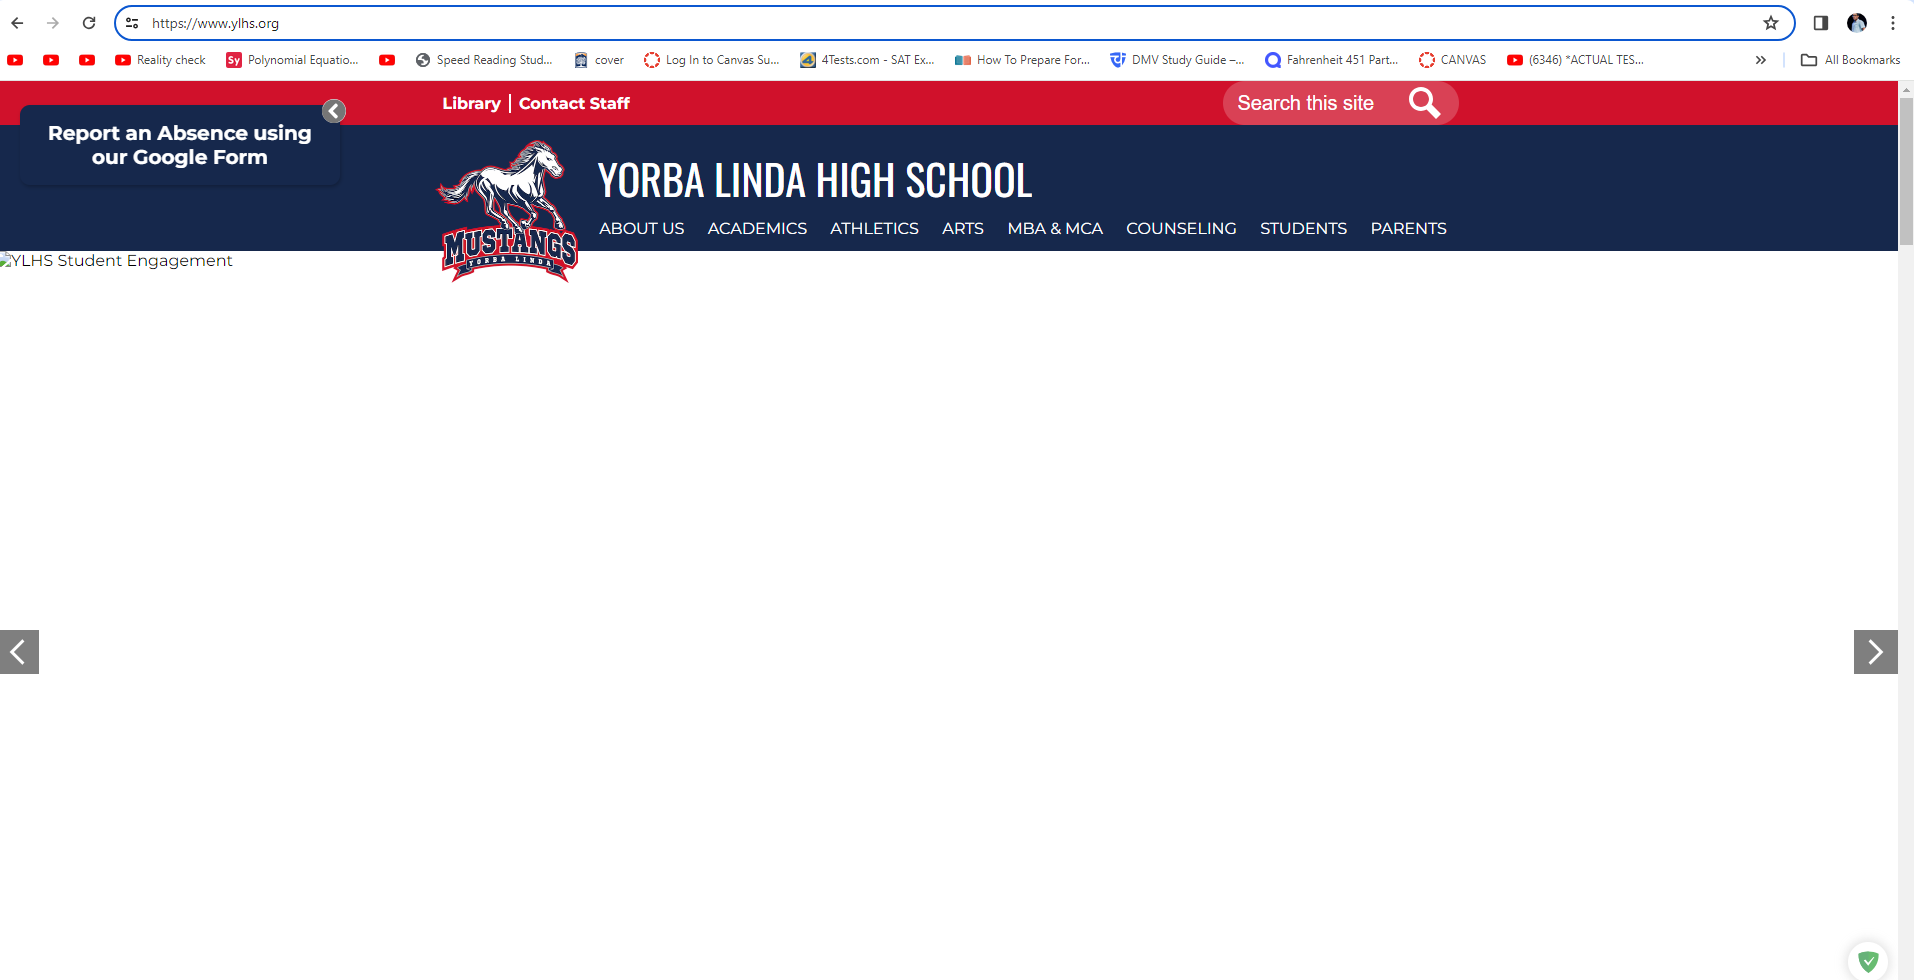 https://www.ylhs.org
Reality check
Sy Polynomial Equatio...
Speed Reading Stud...
cover
Log In to Canvas Su...
4Tests.com - SAT Ex...
How To Prepare For...
DMV Study Guide –...
Fahrenheit 451 Part...
CANVAS
(6346) *ACTUAL TES...
All Bookmarks
Library | Contact Staff
Search this site
Report an Absence using
our Google Form
YORBA LINDA HIGH SCHOOL
ABOUT US ACADEMICS ATHLETICS ARTS MBA & MCA COUNSELING STUDENTS PARENTS
MUSTANGS
YORBA LINDA
YLHS Student Engagement